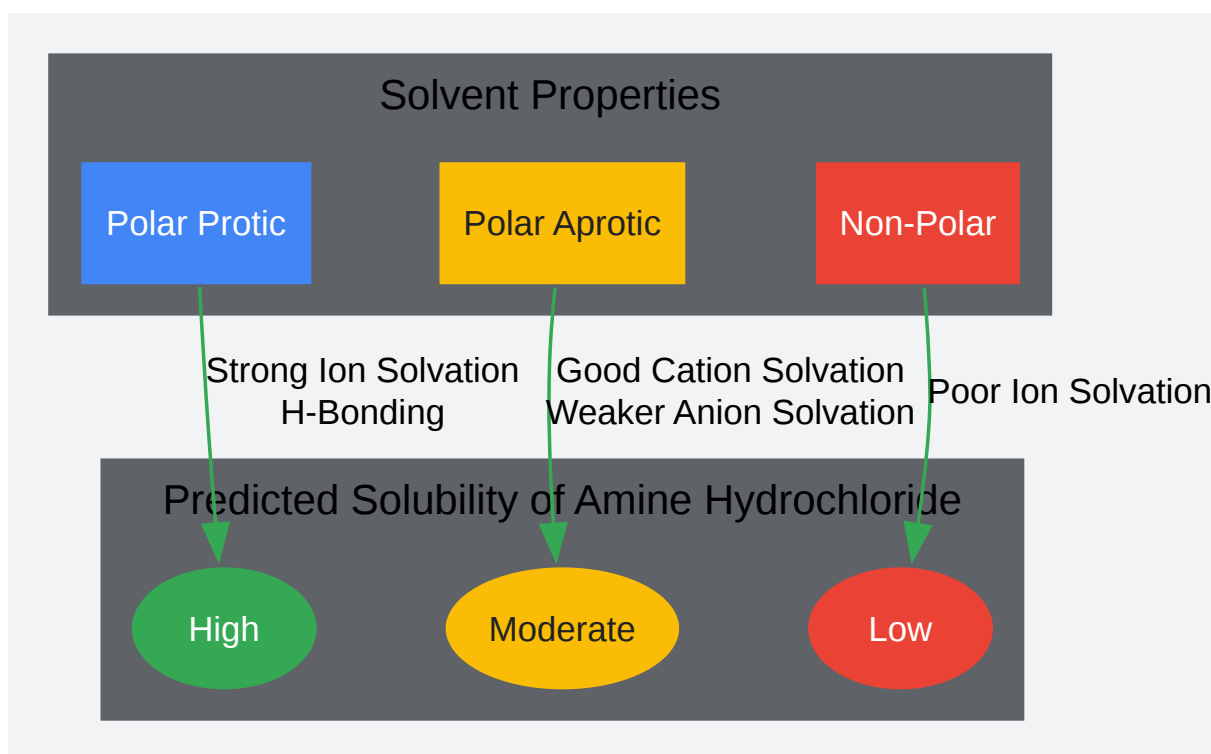 Solvent Properties
Polar Protic
Polar Aprotic
Non-Polar
Strong Ion Solvation
H-Bonding
Good Cation Solvation
Weaker Anion Solvation
Poor Ion Solvation
Predicted Solubility of Amine Hydrochloride
High
Moderate
Low